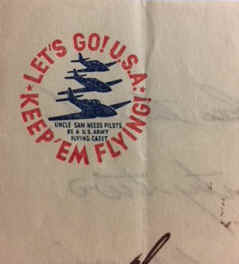 LET'S GO! U.S.A.
UNCLE SAM NEEDS PILOTS
BE A U.S. ARMY
FLYING CADET
KEEP 'EM FLYING!